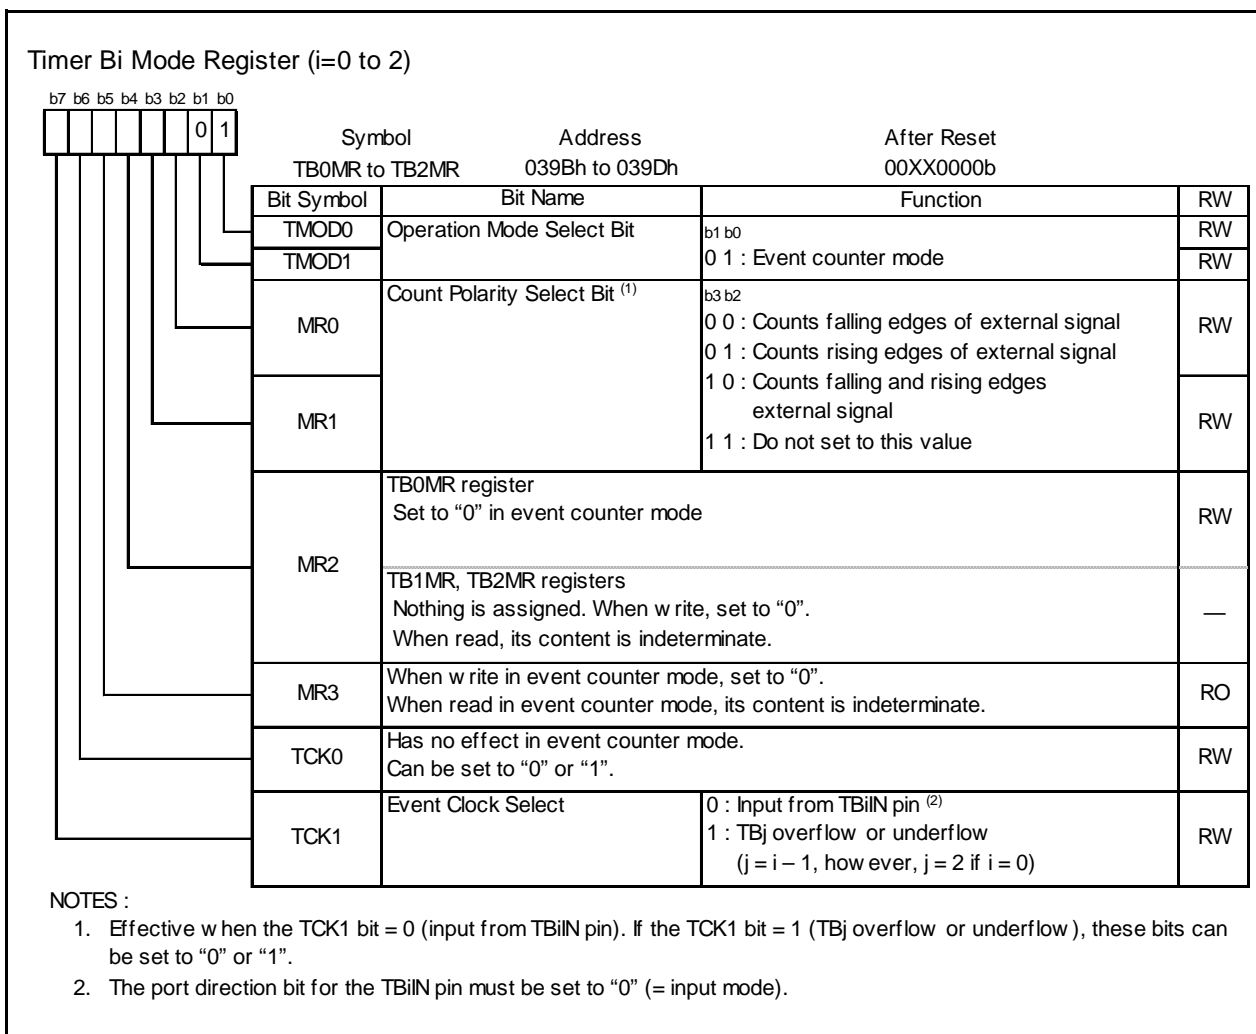 Timer Bi Mode Register (i=0 to 2)
b7 b6 b5 b4 b3 b2 b1 b0
0 1
Symbol Address After Reset
TB0MR to TB2MR 039Bh to 039Dh 00XX0000b
Bit Symbol Bit Name Function RW
TMOD0 Operation Mode Select Bit b1 b0 RW
TMOD1 0 1 : Event counter mode RW
Count Polarity Select Bit (1) b3 b2
MR0 0 0 : Counts falling edges of external signal RW
0 1 : Counts rising edges of external signal
1 0 : Counts falling and rising edges
MR1 external signal RW
1 1 : Do not set to this value
TB0MR register
Set to “0” in event counter mode RW
MR2
TB1MR, TB2MR registers
Nothing is assigned. When write, set to “0”. —
When read, its content is indeterminate.
When write in event counter mode, set to “0”.
MR3 RO
When read in event counter mode, its content is indeterminate.
Has no effect in event counter mode.
TCK0 RW
Can be set to “0” or “1”.
Event Clock Select 0 : Input from TBiIN pin (2)
TCK1 1 : TBj overflow or underflow RW
(j = i – 1, however, j = 2 if i = 0)
NOTES :
1. Effective when the TCK1 bit = 0 (input from TBiIN pin). If the TCK1 bit = 1 (TBj overflow or underflow), these bits can
be set to “0” or “1”.
2. The port direction bit for the TBiIN pin must be set to “0” (= input mode).